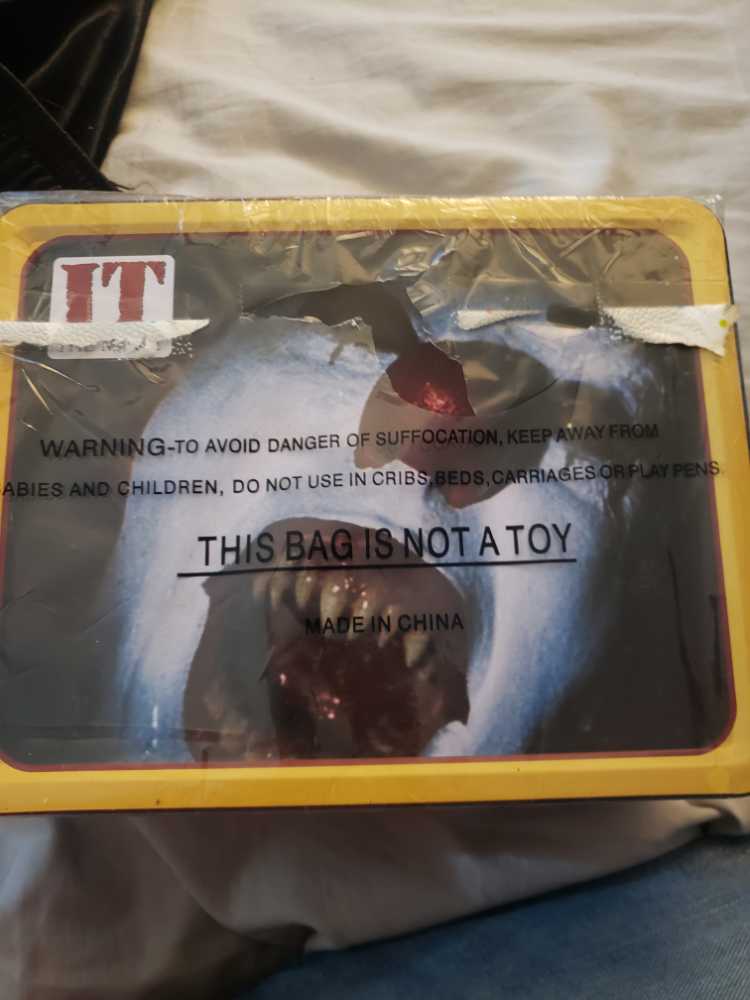 IT
WARNING-TO AVOID DANGER OF SUFFOCATION, KEEP AWAY FROM
ABIES AND CHILDREN, DO NOT USE IN CRIBS,BEDS,CARRIAGES OR PLAY PENS
THIS BAG IS NOT A TOY
MADE IN CHINA